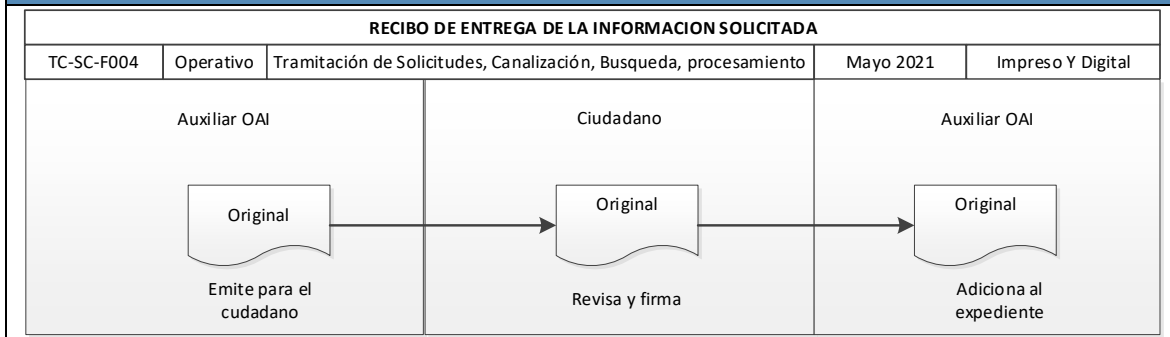 RECIBO DE ENTREGA DE LA INFORMACION SOLICITADA
TC-SC-F004 Operativo Tramitación de Solicitudes, Canalización, Busqueda, procesamiento Mayo 2021 Impreso Y Digital
Auxiliar OAI Ciudadano Auxiliar OAI
Original Original Original
Emite para el
cudadano
Revisa y firma
Adiciona al
expediente